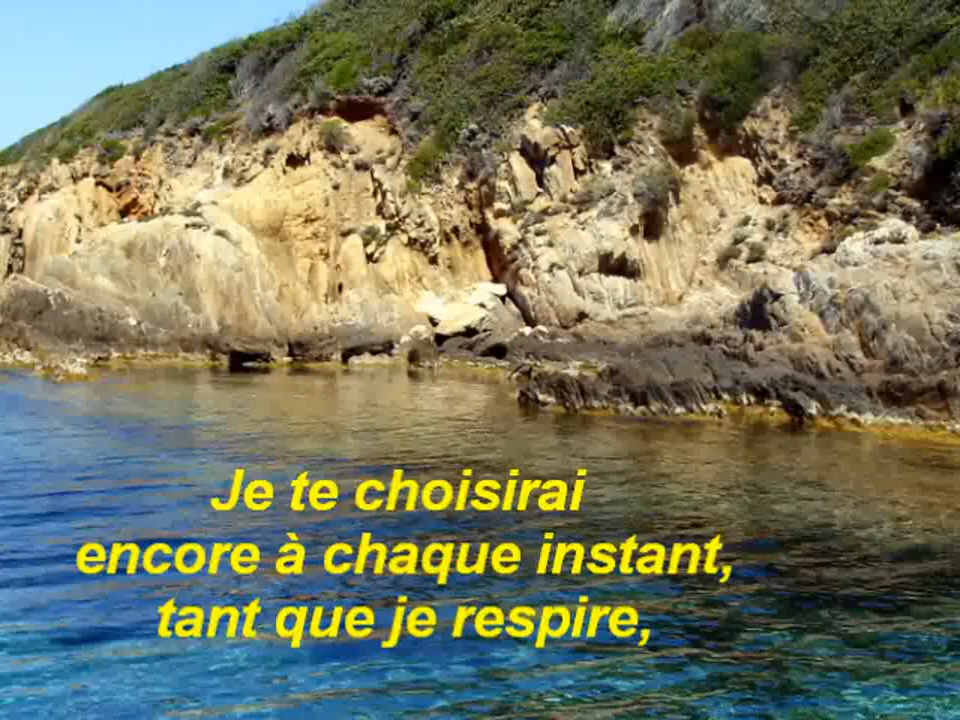 Je te choisirai
encore à chaque instant,
tant que je respire,